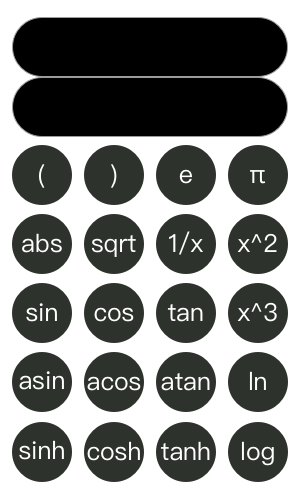 ( ) e π
abs sqrt 1/x x^2
sin cos tan x^3
asin acos atan ln
sinh cosh tanh log